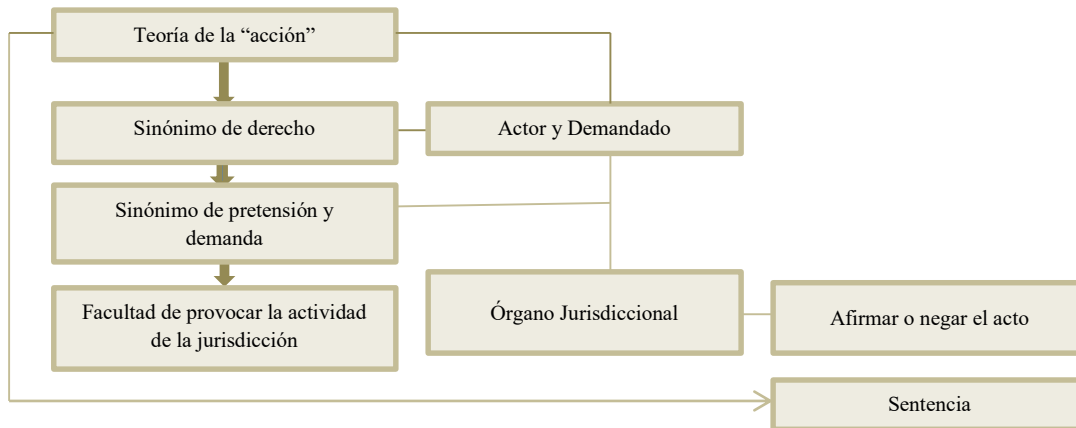 Teoría de la “acción”
Sinónimo de derecho
Actor y Demandado
Sinónimo de pretensión y
demanda
Facultad de provocar la actividad
de la jurisdicción
Órgano Jurisdiccional
Afirmar o negar el acto
Sentencia